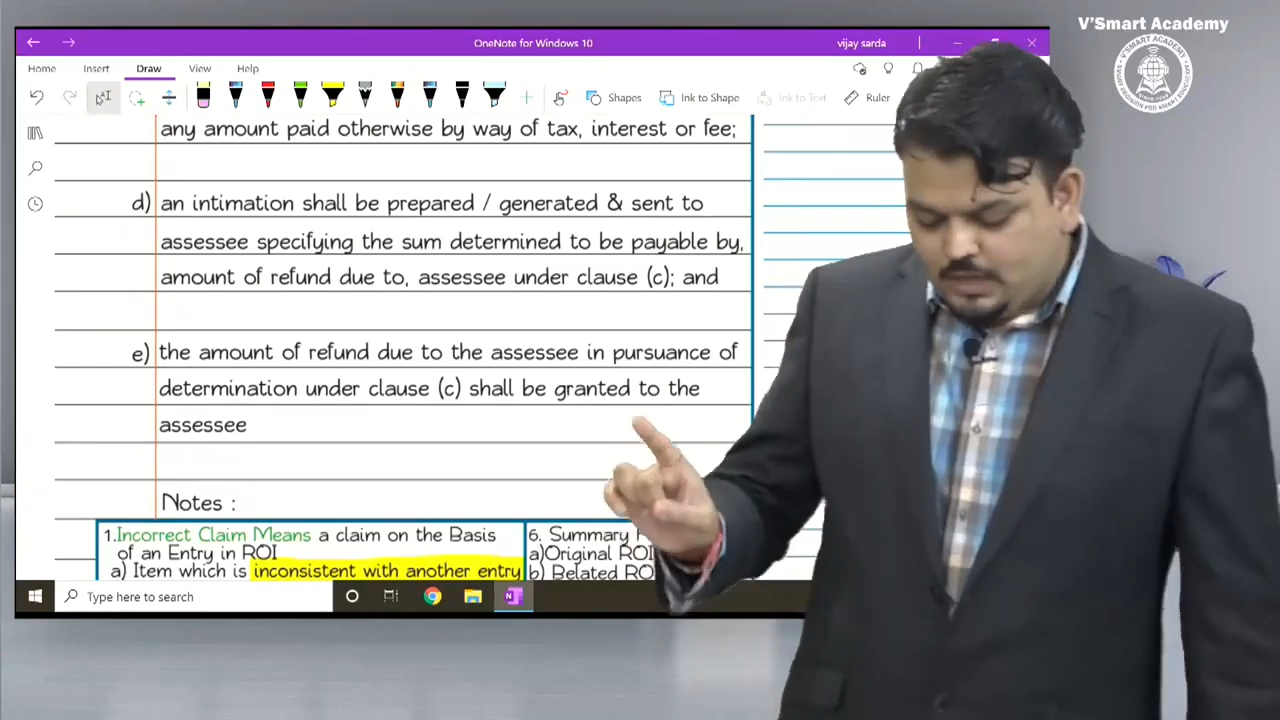 V'Smart Academy
OneNote for Windows 10
vijay sarda
Home
Insert
Draw
View
Help
Shapes
Ink to Shape
Ink to Text
Ruler
any amount paid otherwise by way of tax, interest or fee;
d) an intimation shall be prepared / generated & sent to
assessee specifying the sum determined to be payable by,
amount of refund due to, assessee under clause (c); and
e) the amount of refund due to the assessee in pursuance of
determination under clause (c) shall be granted to the
assessee
Notes :
1.Incorrect Claim Means a claim on the Basis
of an Entry in ROI
a) Item which is inconsistent with another entry
6. Summary
a)Original ROI
b) Belated RO
Type here to search